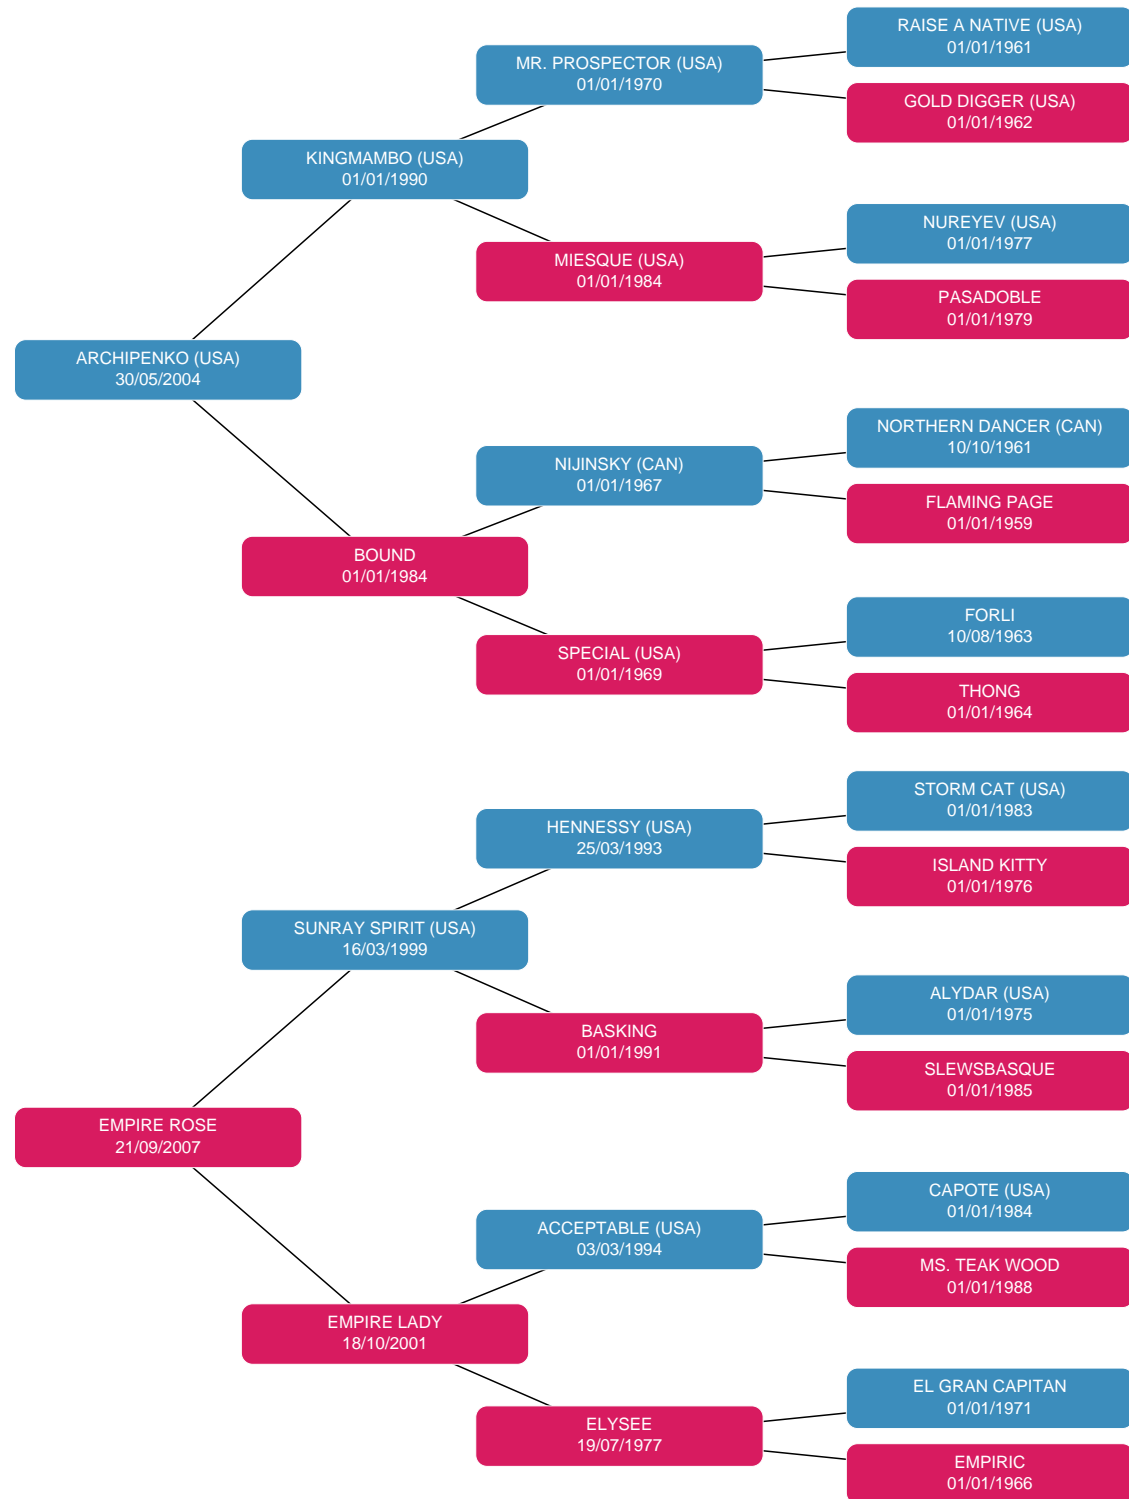 RAISE A NATIVE (USA)
01/01/1961
MR. PROSPECTOR (USA)
01/01/1970
GOLD DIGGER (USA)
01/01/1962
KINGMAMBO (USA)
01/01/1990
NUREYEV (USA)
01/01/1977
MIESQUE (USA)
01/01/1984
PASADOBLE
01/01/1979
ARCHIPENKO (USA)
30/05/2004
NORTHERN DANCER (CAN)
10/10/1961
NIJINSKY (CAN)
01/01/1967
FLAMING PAGE
01/01/1959
BOUND
01/01/1984
FORLI
10/08/1963
SPECIAL (USA)
01/01/1969
THONG
01/01/1964
STORM CAT (USA)
01/01/1983
HENNESSY (USA)
25/03/1993
ISLAND KITTY
01/01/1976
SUNRAY SPIRIT (USA)
16/03/1999
ALYDAR (USA)
01/01/1975
BASKING
01/01/1991
SLEWSBASQUE
01/01/1985
EMPIRE ROSE
21/09/2007
CAPOTE (USA)
01/01/1984
ACCEPTABLE (USA)
03/03/1994
MS. TEAK WOOD
01/01/1988
EMPIRE LADY
18/10/2001
EL GRAN CAPITAN
01/01/1971
ELYSEE
19/07/1977
EMPIRIC
01/01/1966